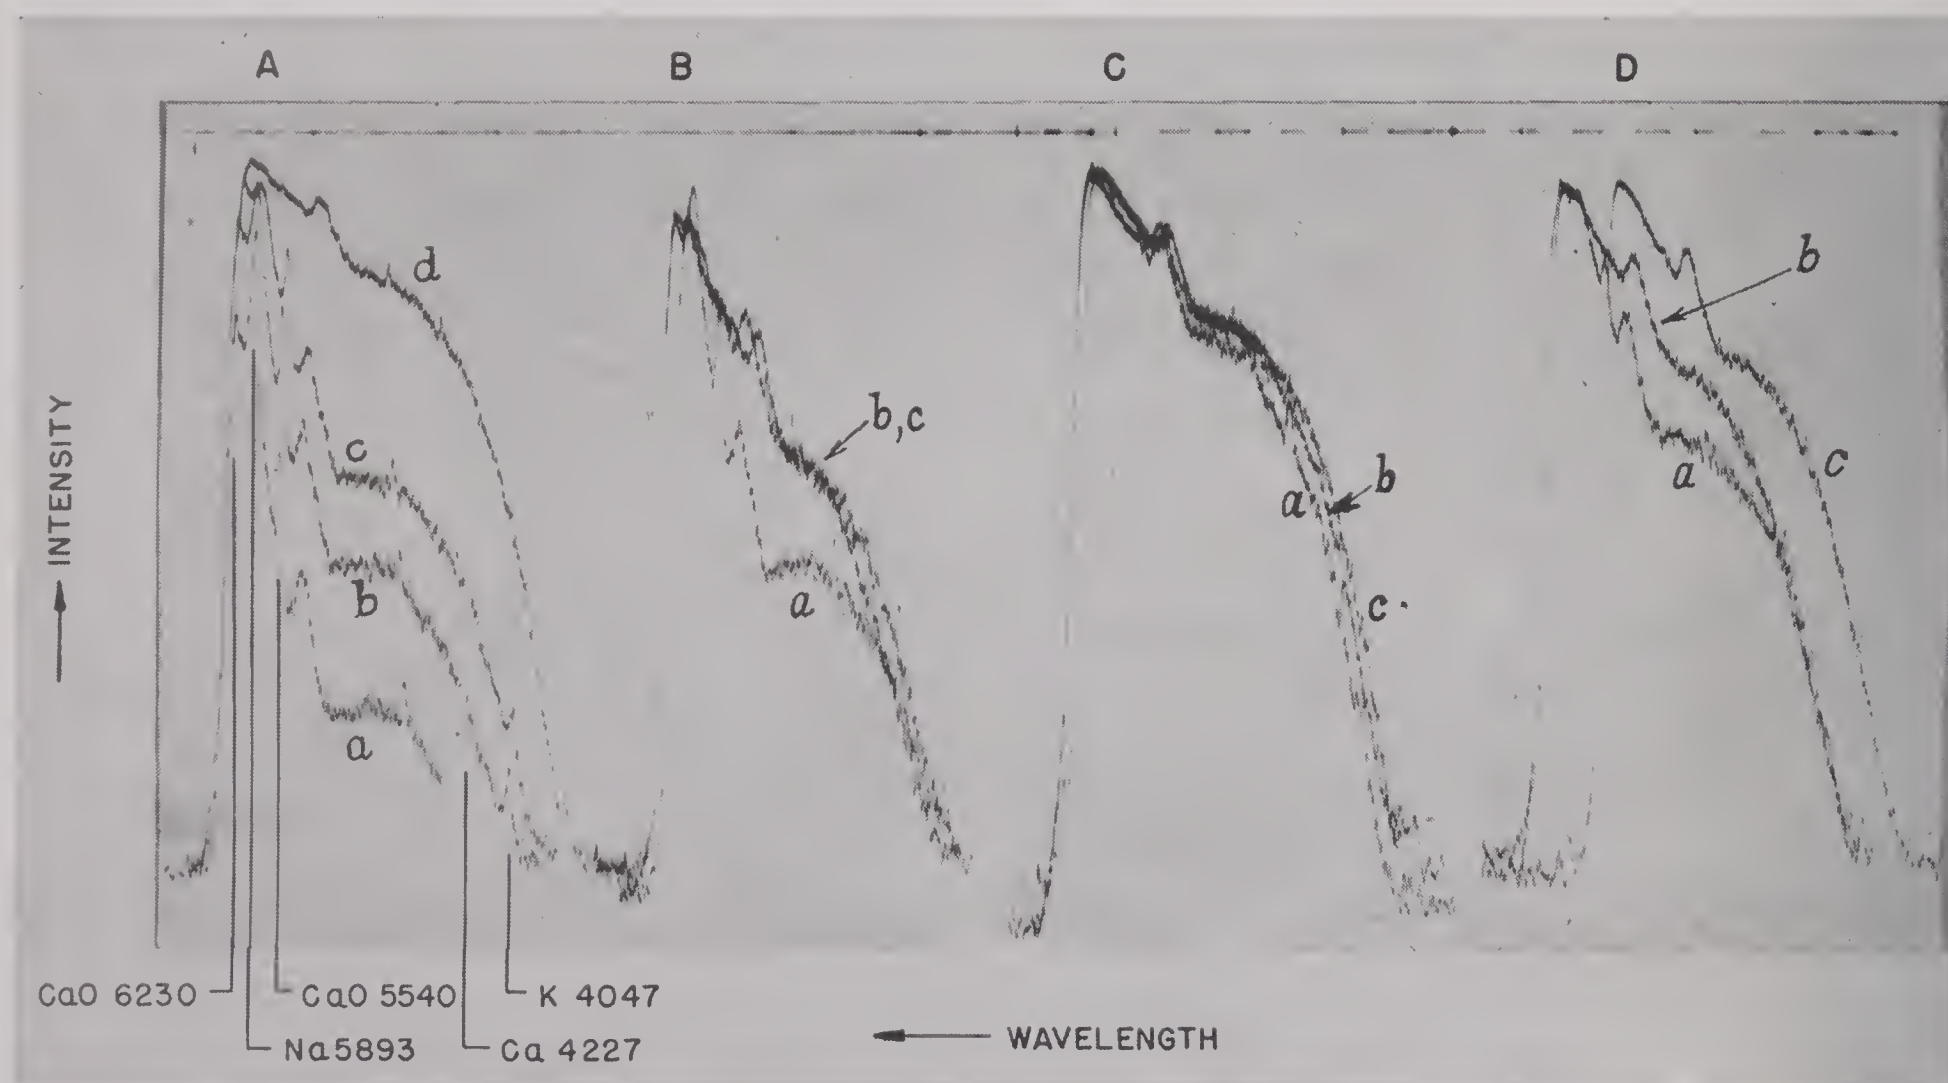 A B C D
INTENSITY
d
c
b
a
b,c
a
a
b
c
b
a
c
CaO 6230
CaO 5540
K 4047
Na 5893
Ca 4227
WAVELENGTH